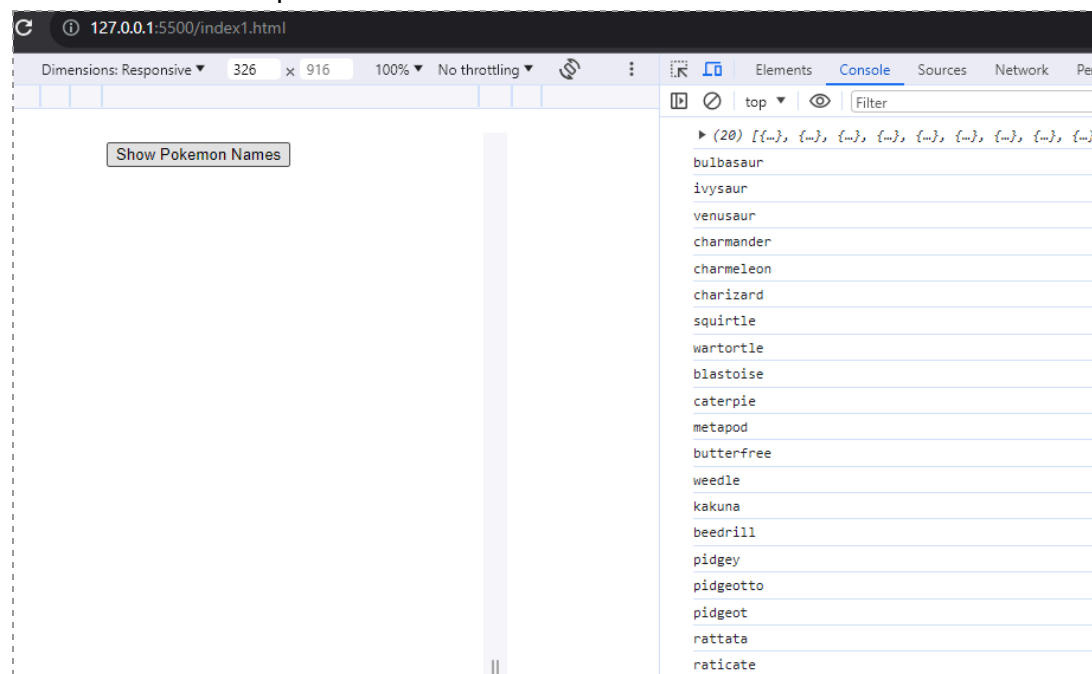 127.0.0.1:5500/index1.html
Dimensions: Responsive ▼ 326 × 916 100% ▼ No throttling ▼
Elements Console Sources Network
top ▼ Filter
Show Pokemon Names
▶ (20) [{…}, {…}, {…}, {…}, {…}, {…}, {…}, {…}, {…}
bulbasaur
ivysaur
venusaur
charmander
charmeleon
charizard
squirtle
wartortle
blastoise
caterpie
metapod
butterfree
weedle
kakuna
beedrill
pidgey
pidgeotto
pidgeot
rattata
raticate